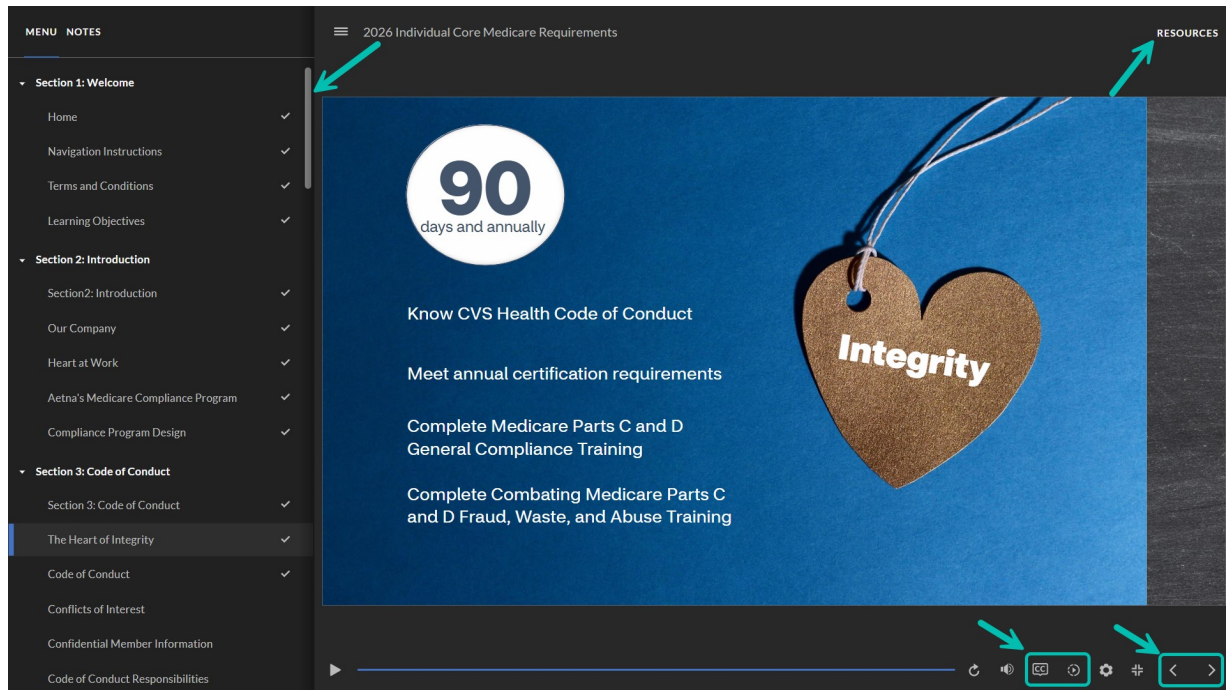 MENU NOTES
2026 Individual Core Medicare Requirements
RESOURCES
Section 1: Welcome
Home
Navigation Instructions
Terms and Conditions
Learning Objectives
Section 2: Introduction
Section2: Introduction
Our Company
Heart at Work
Aetna's Medicare Compliance Program
Compliance Program Design
Section 3: Code of Conduct
Section 3: Code of Conduct
The Heart of Integrity
Code of Conduct
Conflicts of Interest
Confidential Member Information
Code of Conduct Responsibilities
90
days and annually
Know CVS Health Code of Conduct
Meet annual certification requirements
Complete Medicare Parts C and D
General Compliance Training
Complete Combating Medicare Parts C
and D Fraud, Waste, and Abuse Training
Integrity
CC